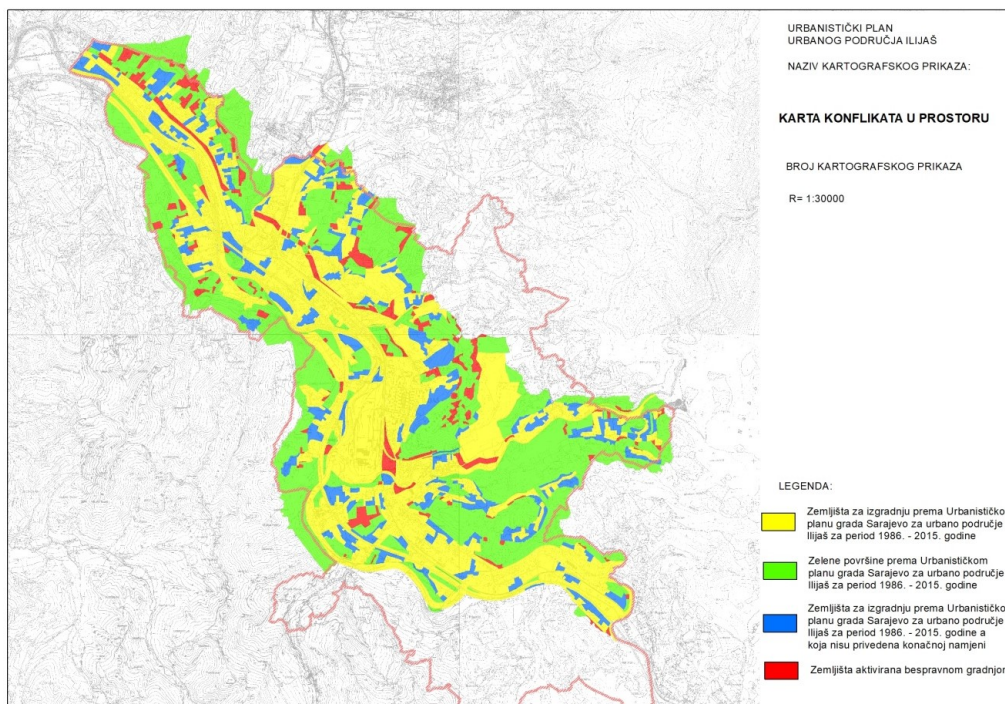 URBANISTIČKI PLAN
URBANOG PODRUČJA ILIJAŠ
NAZIV KARTOGRAFSKOG PRIKAZA:
KARTA KONFLIKATA U PROSTORU
BROJ KARTOGRAFSKOG PRIKAZA
R= 1:30000
LEGENDA:
Zemljišta za izgradnju prema Urbanističko
planu grada Sarajevo za urbano područje
Ilijaš za period 1986. - 2015. godine
Zelene površine prema Urbanističkom
planu grada Sarajevo za urbano područje
Ilijaš za period 1986. - 2015. godine
Zemljišta za izgradnju prema Urbanističko
planu grada Sarajevo za urbano područje
Ilijaš za period 1986. - 2015. godine a
koja nisu privedena konačnoj namjeni
Zemljišta aktivirana bespravnom gradnjor